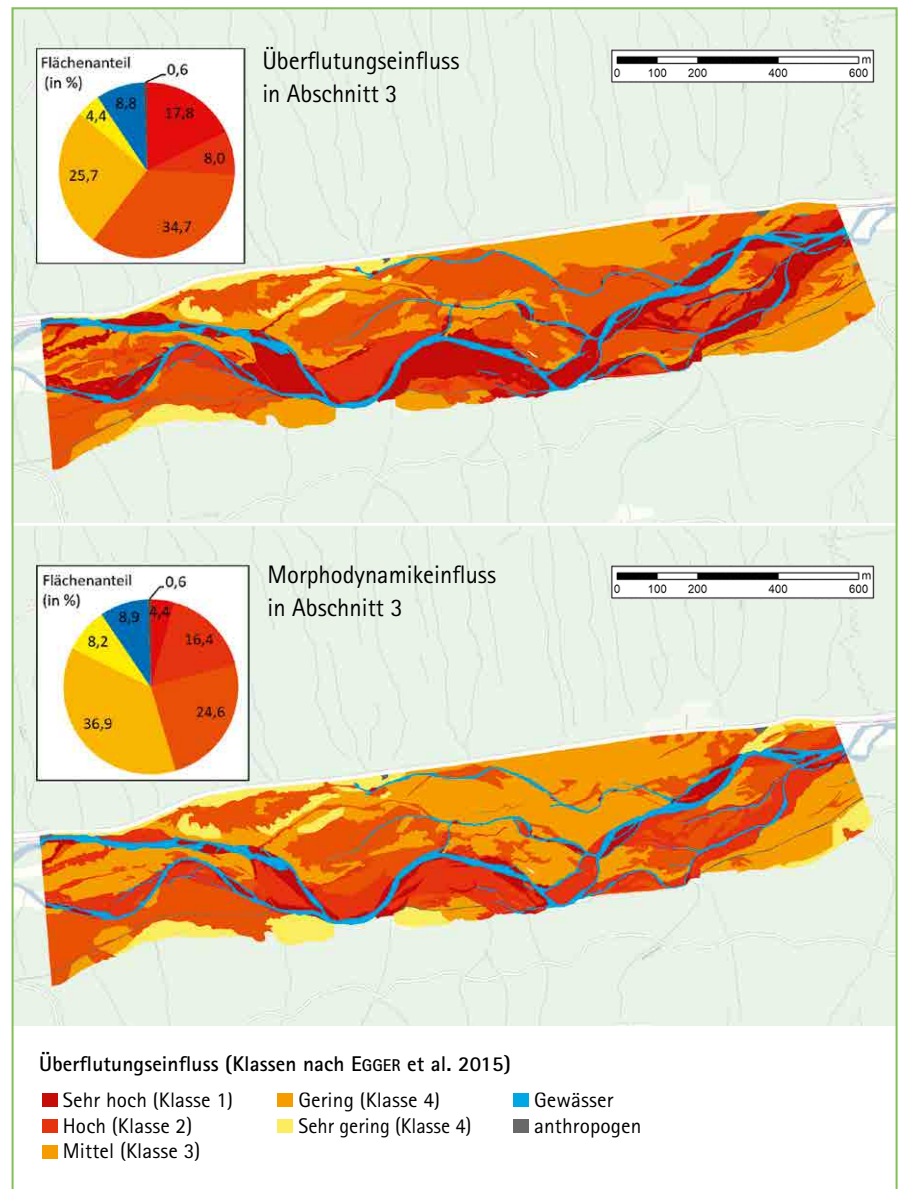 Flächenanteil
(in %)
0,6
8,8
17,8
4,4
8,0
25,7
34,7
Überflutungseinfluss
in Abschnitt 3
m
0 100 200 400 600
Flächenanteil
(in %)
0,6
8,9
4,4
16,4
8,2
24,6
36,9
Morphodynamikeinfluss
in Abschnitt 3
m
0 100 200 400 600
Überflutungseinfluss (Klassen nach EGGER et al. 2015)
Sehr hoch (Klasse 1)
Hoch (Klasse 2)
Mittel (Klasse 3)
Gering (Klasse 4)
Sehr gering (Klasse 4)
Gewässer
anthropogen